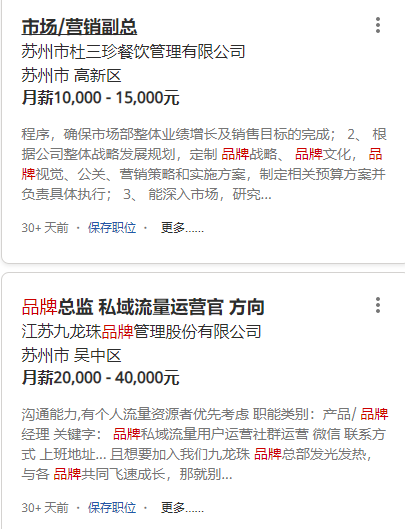 市场/营销副总
苏州市杜三珍餐饮管理有限公司
苏州市 高新区
月薪10,000 - 15,000元
程序，确保市场部整体业绩增长及销售目标的完成； 2、 根
据公司整体战略发展规划，定制 品牌战略、 品牌文化， 品
牌视觉、公关、营销策略和实施方案，制定相关预算方案并
负责具体执行； 3、 能深入市场，研究...
30+ 天前 · 保存职位 · 更多......
品牌总监 私域流量运营官 方向
江苏九龙珠品牌管理股份有限公司
苏州市 吴中区
月薪20,000 - 40,000元
沟通能力,有个人流量资源者优先考虑 职能类别：产品/ 品牌
经理 关键字： 品牌私域流量用户运营社群运营 微信 联系方
式 上班地址... 且想要加入我们九龙珠 品牌总部发光发热，
与各 品牌共同飞速成长，那就别...
30+ 天前 · 保存职位 · 更多......